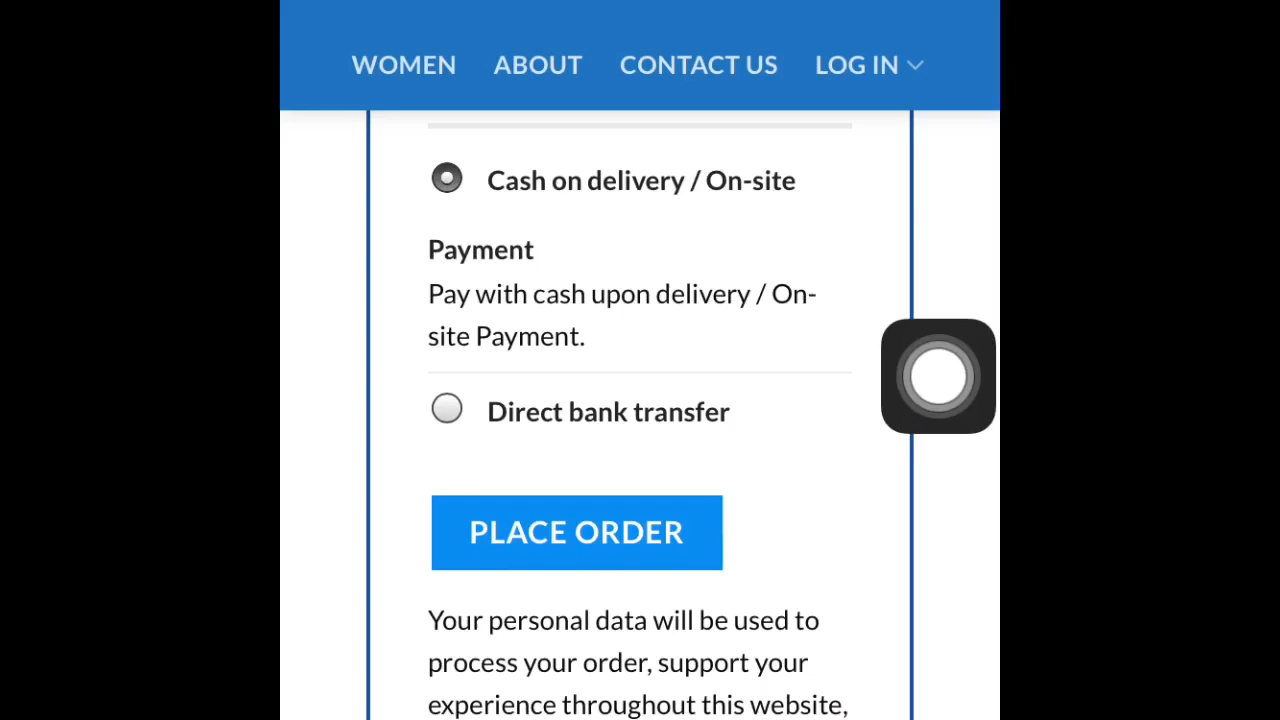 WOMEN ABOUT CONTACT US LOG IN
Cash on delivery / On-site
Payment
Pay with cash upon delivery / On-
site Payment.
Direct bank transfer
PLACE ORDER
Your personal data will be used to
process your order, support your
experience throughout this website,